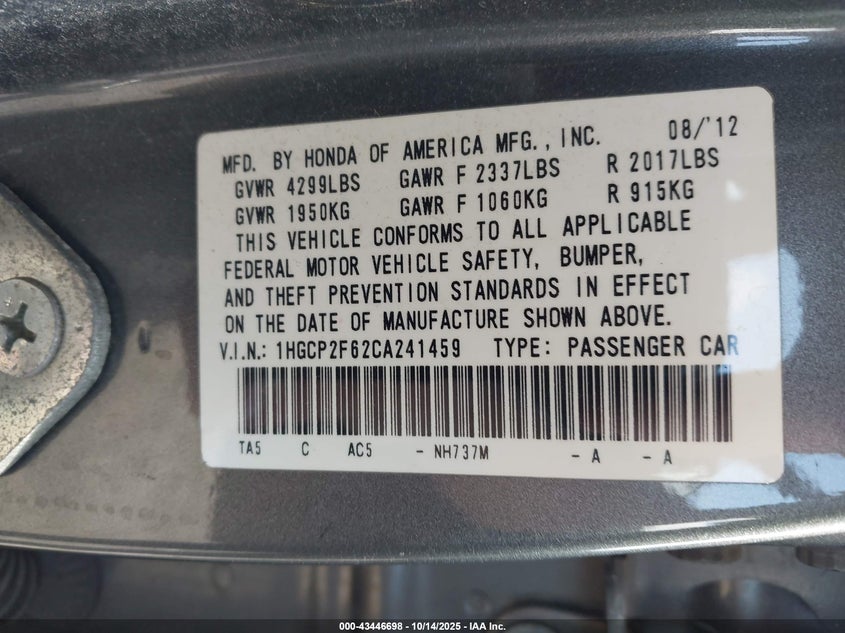 MFD. BY HONDA OF AMERICA MFG., INC. 08/'12
GVWR 4299LBS GAWR F 2337LBS R 2017LBS
GVWR 1950KG GAWR F 1060KG R 915KG
THIS VEHICLE CONFORMS TO ALL APPLICABLE
FEDERAL MOTOR VEHICLE SAFETY, BUMPER,
AND THEFT PREVENTION STANDARDS IN EFFECT
ON THE DATE OF MANUFACTURE SHOWN ABOVE.
V.I.N.: 1HGCP2F62CA241459 TYPE: PASSENGER CAR
TA5 C AC5 - NH737M - A - A
000-43446698 - 10/14/2025 - IAA Inc.